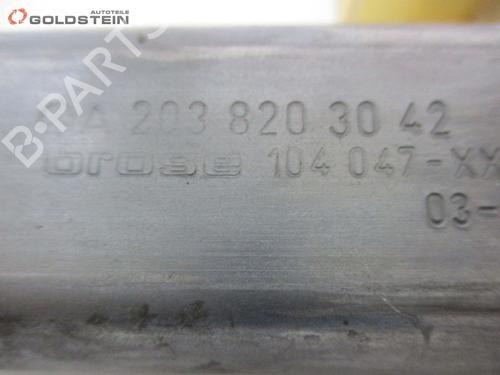 AUTOTEILE
GOLDSTEIN
B-PARTS
A 203 820 30 42
brose 104 047-XX
03-